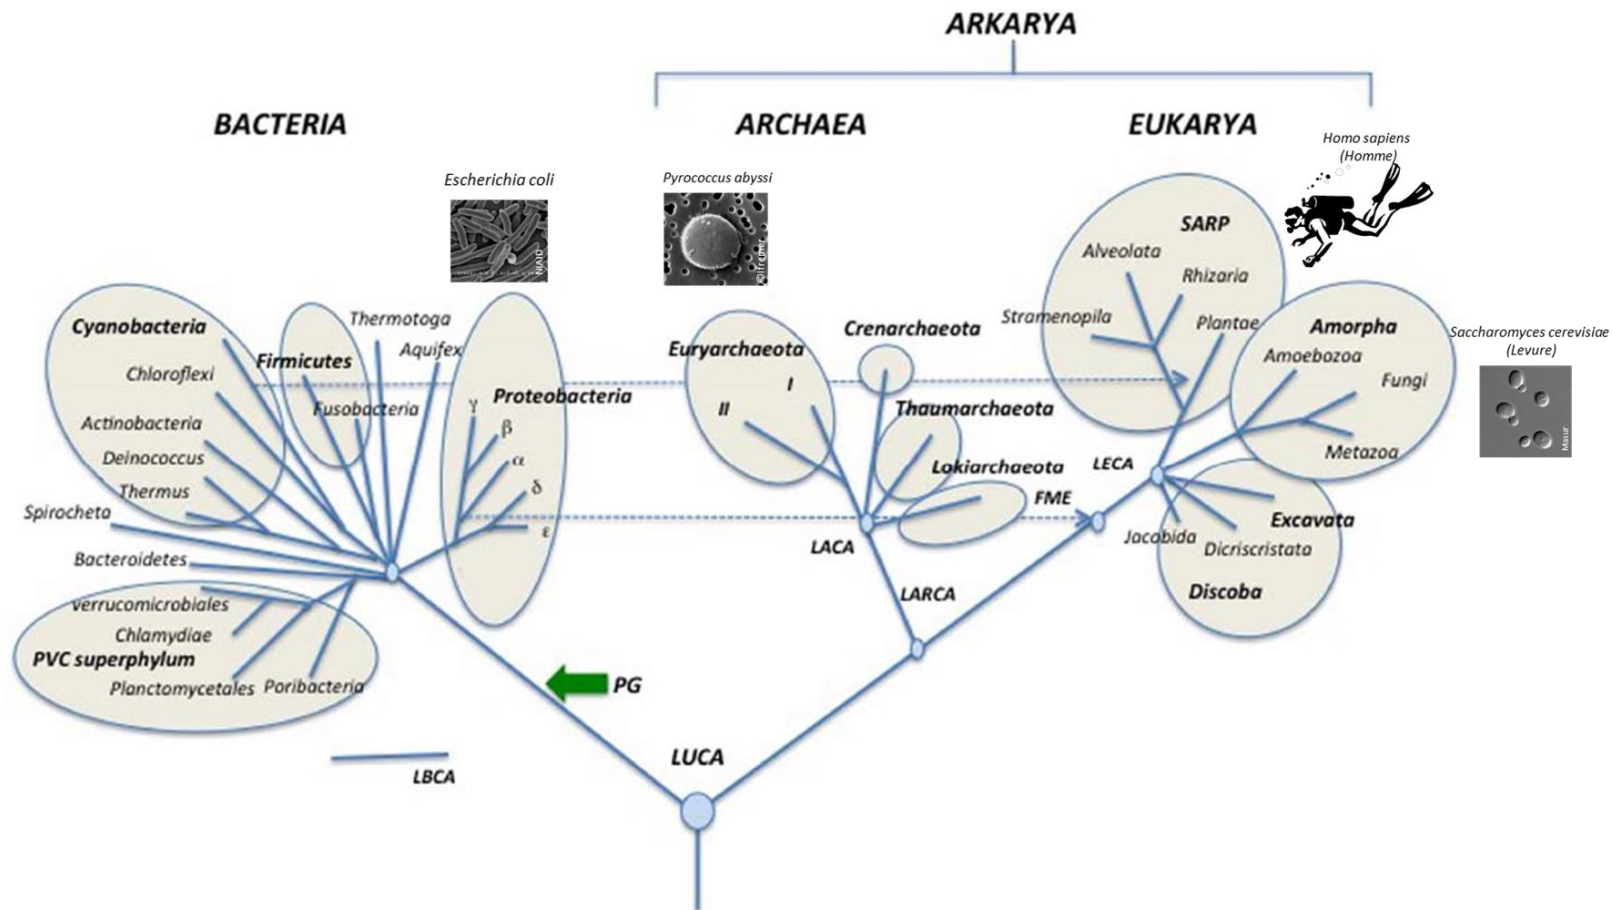 ARKARYA
BACTERIA
ARCHAEA
EUKARYA
Homo sapiens
(Homme)
Escherichia coli
NIAID
Pyrococcus abyssi
©Ifremer
SARP
Alveolata
Rhizaria
Stramenopila
Plantae
Cyanobacteria
Chloroflexi
Actinobacteria
Deinococcus
Thermus
Spirocheta
Bacteroidetes
Firmicutes
Fusobacteria
Thermotoga
Aquifex
Proteobacteria
γ
β
α
δ
ε
Euryarchaeota
I
II
Crenarchaeota
Thaumarchaeota
Lokiarchaeota
Amorpha
Amoebozoa
Fungi
Metazoa
Saccharomyces cerevisiae
(Levure)
Masur
LECA
FME
Excavata
Jacobida
Dicriscristata
Discoba
LACA
LARCA
verrucomicrobiales
Chlamydiae
PVC superphylum
Planctomycetales
Poribacteria
PG
LBCA
LUCA